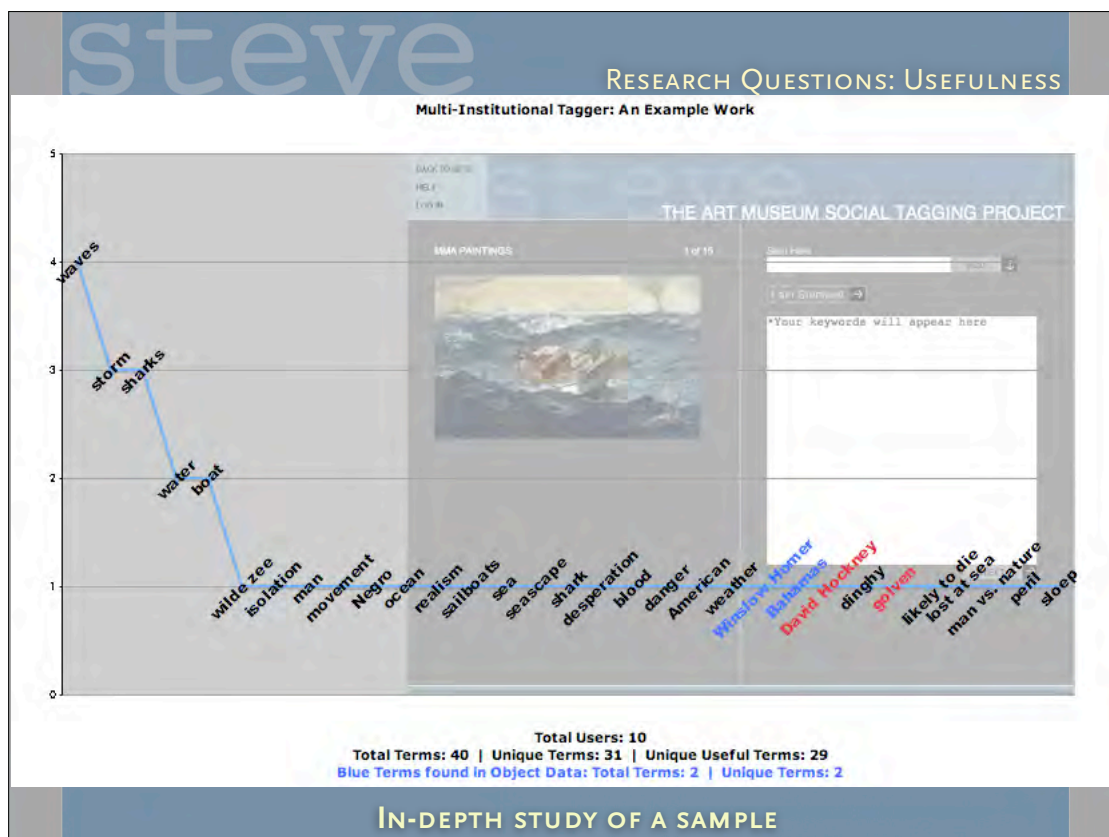 steve
RESEARCH QUESTIONS: USEFULNESS
Multi-Institutional Tagger: An Example Work
5
4
3
2
1
0
HELP
LOG IN
THE ART MUSEUM SOCIAL TAGGING PROJECT
MMA PAINTINGS
1 of 15
*Your keywords will appear here
waves
storm
sharks
water
boat
wilde zee
isolation
man
movement
Negro
ocean
realism
sailboats
sea
seascape
shark
desperation
blood
danger
American
weather
Winslow Homer
Bahamas
David Hockney
dinghy
golven
likely to die
lost at sea
man vs. nature
peril
sloep
Total Users: 10
Total Terms: 40 | Unique Terms: 31 | Unique Useful Terms: 29
Blue Terms found in Object Data: Total Terms: 2 | Unique Terms: 2
IN-DEPTH STUDY OF A SAMPLE